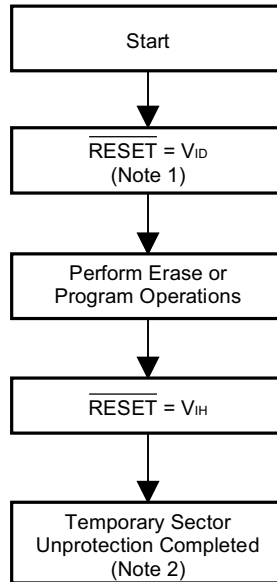 Start
RESET = VID
(Note 1)
Perform Erase or
Program Operations
RESET = VIH
Temporary Sector
Unprotection Completed
(Note 2)